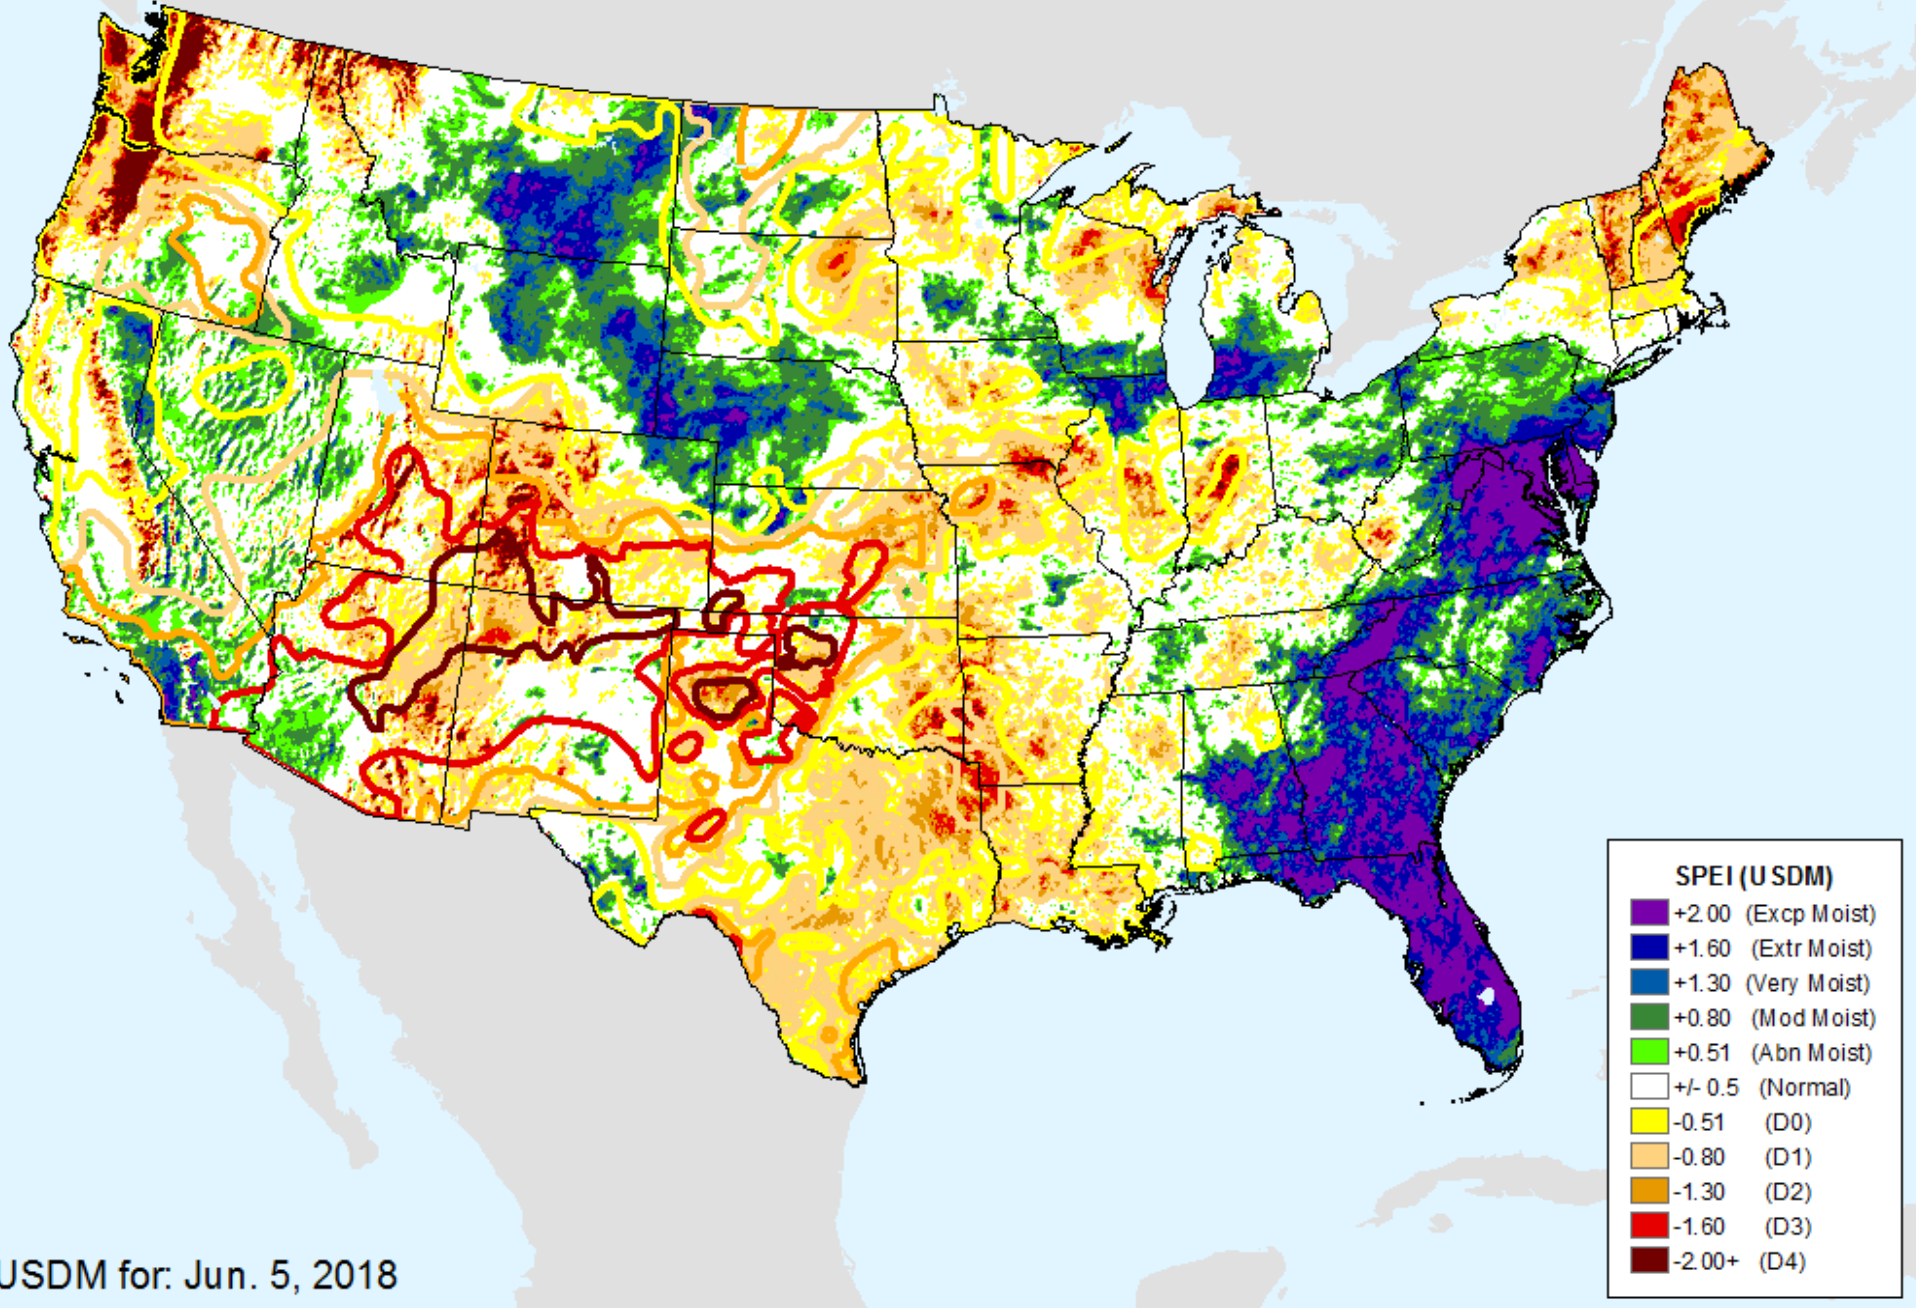 SPEI (USDM)
+2.00 (Excp Moist)
+1.60 (Extr Moist)
+1.30 (Very Moist)
+0.80 (Mod Moist)
+0.51 (Abn Moist)
+/- 0.5 (Normal)
-0.51 (D0)
-0.80 (D1)
-1.30 (D2)
-1.60 (D3)
-2.00+ (D4)
USDM for: Jun. 5, 2018